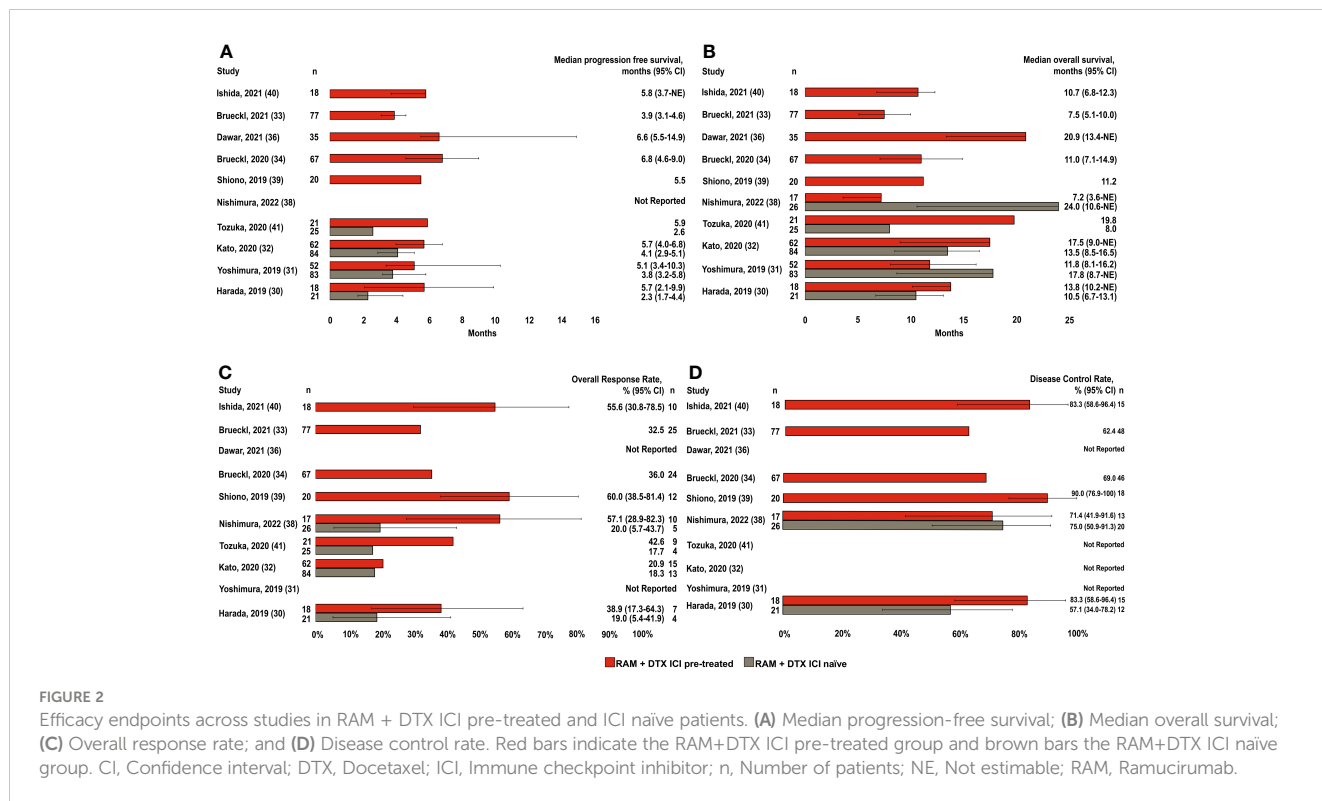 A
Median progression free survival,
Study n months (95% CI)
Ishida, 2021 (40) 18 5.8 (3.7-NE)
Brueckl, 2021 (33) 77 3.9 (3.1-4.6)
Dawar, 2021 (36) 35 6.6 (5.5-14.9)
Brueckl, 2020 (34) 67 6.8 (4.6-9.0)
Shiono, 2019 (39) 20 5.5
Nishimura, 2022 (38) Not Reported
Tozuka, 2020 (41) 21 5.9
25 2.6
Kato, 2020 (32) 62 5.7 (4.0-6.8)
84 4.1 (2.9-5.1)
Yoshimura, 2019 (31) 52 5.1 (3.4-10.3)
83 3.8 (3.2-5.8)
Harada, 2019 (30) 18 5.7 (2.1-9.9)
21 2.3 (1.7-4.4)
0 2 4 6 8 10 12 14 16
Months
B
Median overall survival,
Study n months (95% CI)
Ishida, 2021 (40) 18 10.7 (6.8-12.3)
Brueckl, 2021 (33) 77 7.5 (5.1-10.0)
Dawar, 2021 (36) 35 20.9 (13.4-NE)
Brueckl, 2020 (34) 67 11.0 (7.1-14.9)
Shiono, 2019 (39) 20 11.2
Nishimura, 2022 (38) 17 7.2 (3.6-NE)
26 24.0 (10.6-NE)
Tozuka, 2020 (41) 21 19.8
25 8.0
Kato, 2020 (32) 62 17.5 (9.0-NE)
84 13.5 (8.5-16.5)
Yoshimura, 2019 (31) 52 11.8 (8.1-16.2)
83 17.8 (8.7-NE)
Harada, 2019 (30) 18 13.8 (10.2-NE)
21 10.5 (6.7-13.1)
0 5 10 15 20 25
Months
C
Overall Response Rate,
Study n % (95% CI) n
Ishida, 2021 (40) 18 55.6 (30.8-78.5) 10
Brueckl, 2021 (33) 77 32.5 25
Dawar, 2021 (36) Not Reported
Brueckl, 2020 (34) 67 36.0 24
Shiono, 2019 (39) 20 60.0 (38.5-81.4) 12
Nishimura, 2022 (38) 17 57.1 (28.9-82.3) 10
26 20.0 (5.7-43.7) 5
Tozuka, 2020 (41) 21 42.6 9
25 17.7 4
Kato, 2020 (32) 62 20.9 15
84 18.3 13
Yoshimura, 2019 (31) Not Reported
Harada, 2019 (30) 18 38.9 (17.3-64.3) 7
21 19.0 (5.4-41.9) 4
0% 10% 20% 30% 40% 50% 60% 70% 80% 90% 100%
D
Disease Control Rate,
Study n % (95% CI) n
Ishida, 2021 (40) 18 83.3 (58.6-96.4) 15
Brueckl, 2021 (33) 77 62.4 48
Dawar, 2021 (36) Not Reported
Brueckl, 2020 (34) 67 69.0 46
Shiono, 2019 (39) 20 90.0 (76.9-100) 18
Nishimura, 2022 (38) 17 71.4 (41.9-91.6) 13
26 75.0 (50.9-91.3) 20
Tozuka, 2020 (41) Not Reported
Kato, 2020 (32) Not Reported
Yoshimura, 2019 (31) Not Reported
Harada, 2019 (30) 18 83.3 (58.6-96.4) 15
21 57.1 (34.0-78.2) 12
0% 20% 40% 60% 80% 100%
RAM + DTX ICI pre-treated RAM + DTX ICI naïve
FIGURE 2
Efficacy endpoints across studies in RAM + DTX ICI pre-treated and ICI naïve patients. (A) Median progression-free survival; (B) Median overall survival;
(C) Overall response rate; and (D) Disease control rate. Red bars indicate the RAM+DTX ICI pre-treated group and brown bars the RAM+DTX ICI naïve
group. CI, Confidence interval; DTX, Docetaxel; ICI, Immune checkpoint inhibitor; n, Number of patients; NE, Not estimable; RAM, Ramucirumab.